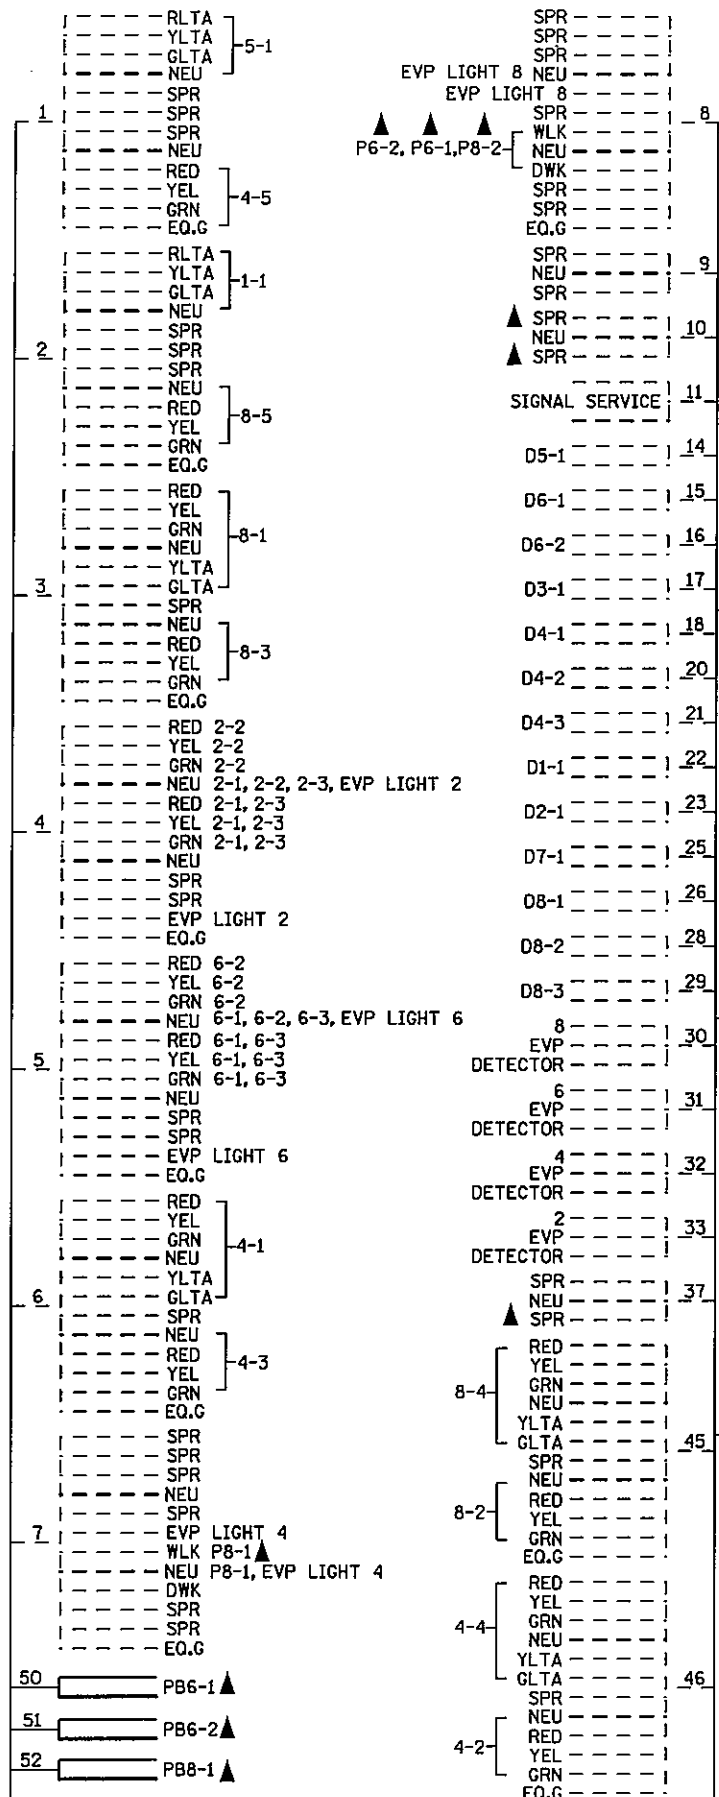 RLTA
YLTA
GLTA
5-1
NEU
SPR
1
SPR
SPR
NEU
RED
YEL
4-5
GRN
EQ.G
RLTA
YLTA
1-1
GLTA
NEU
SPR
2
SPR
SPR
NEU
RED
8-5
YEL
GRN
EQ.G
RED
YEL
GRN
8-1
NEU
YLTA
3
GLTA
SPR
NEU
RED
8-3
YEL
GRN
EQ.G
RED 2-2
YEL 2-2
GRN 2-2
NEU 2-1, 2-2, 2-3, EVP LIGHT 2
RED 2-1, 2-3
4
YEL 2-1, 2-3
GRN 2-1, 2-3
NEU
SPR
SPR
EVP LIGHT 2
EQ.G
RED 6-2
YEL 6-2
GRN 6-2
NEU 6-1, 6-2, 6-3, EVP LIGHT 6
RED 6-1, 6-3
5
YEL 6-1, 6-3
GRN 6-1, 6-3
NEU
SPR
SPR
EVP LIGHT 6
EQ.G
RED
YEL
GRN
4-1
NEU
YLTA
6
GLTA
SPR
NEU
RED
4-3
YEL
GRN
EQ.G
SPR
SPR
SPR
NEU
SPR
7
EVP LIGHT 4
WLK P8-1
NEU P8-1, EVP LIGHT 4
DWK
SPR
SPR
EQ.G
50 PB6-1
51 PB6-2
52 PB8-1
SPR
SPR
SPR
EVP LIGHT 8 NEU
EVP LIGHT 8
SPR
8
WLK
P6-2, P6-1, P8-2 NEU
DWK
SPR
SPR
EQ.G
SPR
NEU 9
SPR
SPR
NEU 10
SPR
SIGNAL SERVICE 11
D5-1 14
D6-1 15
D6-2 16
D3-1 17
D4-1 18
D4-2 20
D4-3 21
D1-1 22
D2-1 23
D7-1 25
D8-1 26
D8-2 28
D8-3 29
8
EVP 30
DETECTOR
6
EVP 31
DETECTOR
4
EVP 32
DETECTOR
2
EVP 33
DETECTOR
SPR
NEU 37
SPR
RED
YEL
8-4 GRN
NEU
YLTA
GLTA 45
SPR
NEU
8-2 RED
YEL
GRN
EQ.G
RED
YEL
4-4 GRN
NEU
YLTA
GLTA 46
SPR
NEU
RED
4-2 YEL
GRN
EQ.G